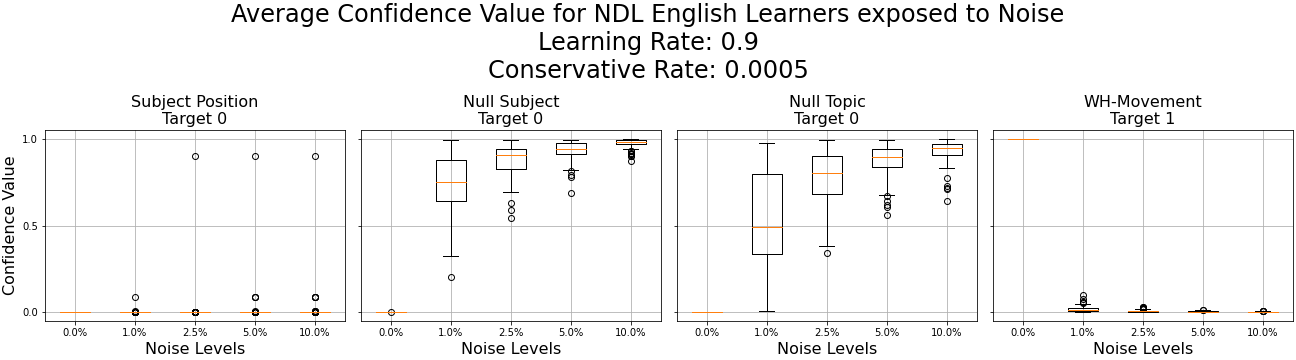 Average Confidence Value for NDL English Learners exposed to Noise
Learning Rate: 0.9
Conservative Rate: 0.0005
Subject Position
Target 0
Null Subject
Target 0
Null Topic
Target 0
WH-Movement
Target 1
Confidence Value
1.0
0.5
0.0
0.0% 1.0% 2.5% 5.0% 10.0%
0.0% 1.0% 2.5% 5.0% 10.0%
0.0% 1.0% 2.5% 5.0% 10.0%
0.0% 1.0% 2.5% 5.0% 10.0%
Noise Levels
Noise Levels
Noise Levels
Noise Levels